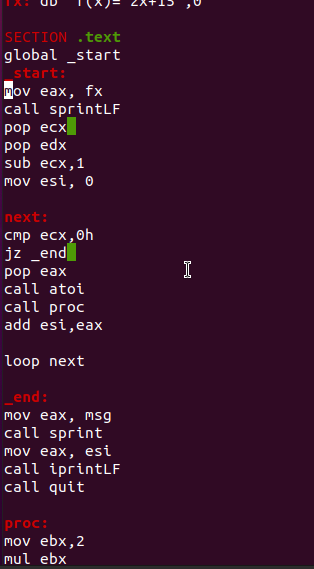 fx: db 'f(x)= 2x+15',0
SECTION .text
global _start
_start:
mov eax, fx
call sprintLF
pop ecx
pop edx
sub ecx,1
mov esi, 0
next:
cmp ecx,0h
jz _end
pop eax
call atoi
call proc
add esi,eax
loop next
_end:
mov eax, msg
call sprint
mov eax, esi
call iprintLF
call quit
proc:
mov ebx,2
mul ebx